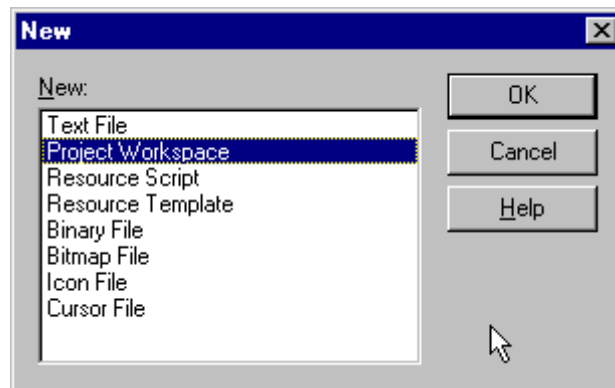 New
New:
OK
Text File
Project Workspace
Cancel
Resource Script
Resource Template
Help
Binary File
Bitmap File
Icon File
Cursor File